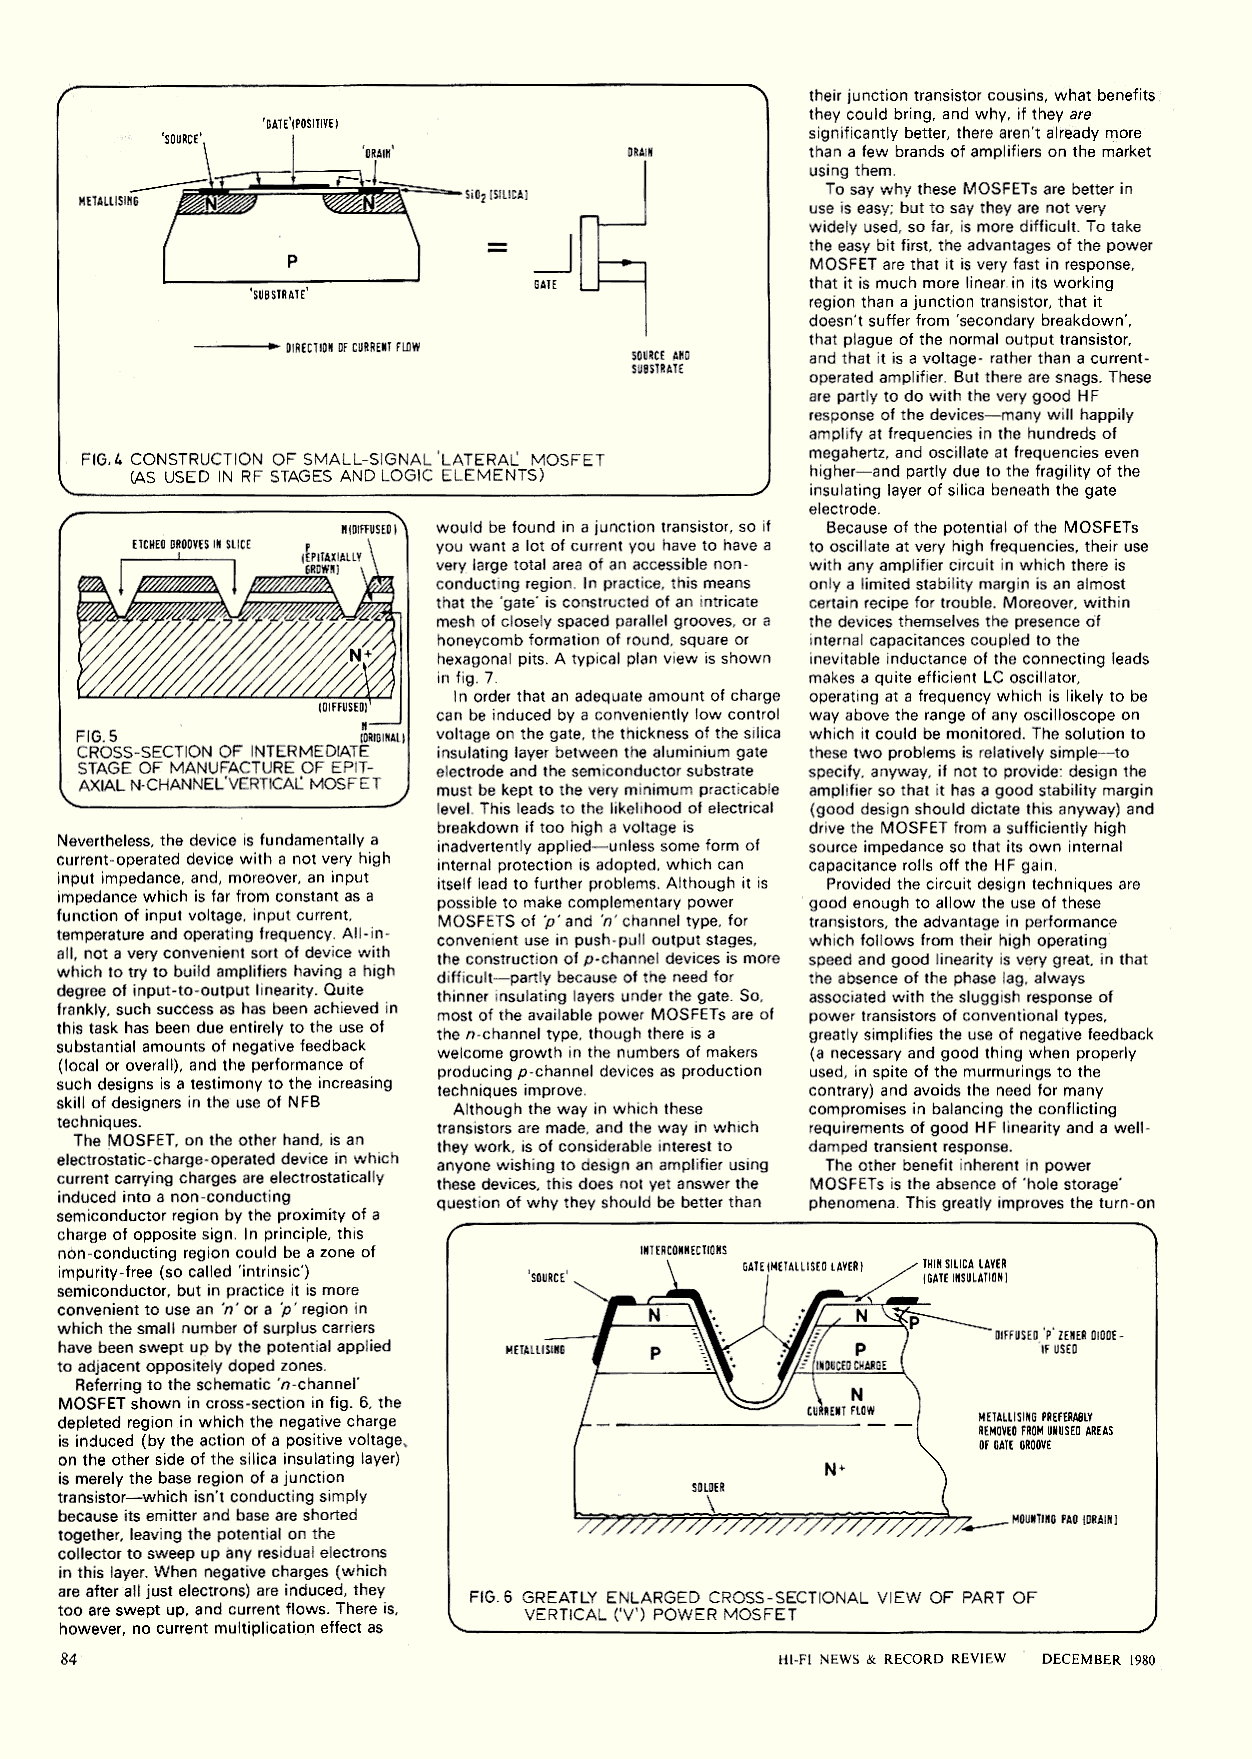 'GATE'(POSITIVE)
'SOURCE'
'DRAIN'
METALLISING
SiO2 [SILICA]
N
N
P
'SUBSTRATE'
DIRECTION OF CURRENT FLOW
=
DRAIN
GATE
SOURCE AND
SUBSTRATE
FIG.4 CONSTRUCTION OF SMALL-SIGNAL 'LATERAL' MOSFET
(AS USED IN RF STAGES AND LOGIC ELEMENTS)
N(DIFFUSED)
ETCHED GROOVES IN SLICE
P
(EPITAXIALLY
GROWN)
N+
(DIFFUSED)
N
(ORIGINAL)
FIG.5
CROSS-SECTION OF INTERMEDIATE
STAGE OF MANUFACTURE OF EPIT-
AXIAL N-CHANNEL 'VERTICAL' MOSFET
Nevertheless, the device is fundamentally a
current-operated device with a not very high
input impedance, and, moreover, an input
impedance which is far from constant as a
function of input voltage, input current,
temperature and operating frequency. All-in-
all, not a very convenient sort of device with
which to try to build amplifiers having a high
degree of input-to-output linearity. Quite
frankly, such success as has been achieved in
this task has been due entirely to the use of
substantial amounts of negative feedback
(local or overall), and the performance of
such designs is a testimony to the increasing
skill of designers in the use of NFB
techniques.
The MOSFET, on the other hand, is an
electrostatic-charge-operated device in which
current carrying charges are electrostatically
induced into a non-conducting
semiconductor region by the proximity of a
charge of opposite sign. In principle, this
non-conducting region could be a zone of
impurity-free (so called 'intrinsic')
semiconductor, but in practice it is more
convenient to use an 'n' or a 'p' region in
which the small number of surplus carriers
have been swept up by the potential applied
to adjacent oppositely doped zones.
Referring to the schematic 'n-channel'
MOSFET shown in cross-section in fig. 6, the
depleted region in which the negative charge
is induced (by the action of a positive voltage,
on the other side of the silica insulating layer)
is merely the base region of a junction
transistor—which isn't conducting simply
because its emitter and base are shorted
together, leaving the potential on the
collector to sweep up any residual electrons
in this layer. When negative charges (which
are after all just electrons) are induced, they
too are swept up, and current flows. There is,
however, no current multiplication effect as
would be found in a junction transistor, so if
you want a lot of current you have to have a
very large total area of an accessible non-
conducting region. In practice, this means
that the 'gate' is constructed of an intricate
mesh of closely spaced parallel grooves, or a
honeycomb formation of round, square or
hexagonal pits. A typical plan view is shown
in fig. 7.
In order that an adequate amount of charge
can be induced by a conveniently low control
voltage on the gate, the thickness of the silica
insulating layer between the aluminium gate
electrode and the semiconductor substrate
must be kept to the very minimum practicable
level. This leads to the likelihood of electrical
breakdown if too high a voltage is
inadvertently applied—unless some form of
internal protection is adopted, which can
itself lead to further problems. Although it is
possible to make complementary power
MOSFETS of 'p' and 'n' channel type, for
convenient use in push-pull output stages,
the construction of p-channel devices is more
difficult—partly because of the need for
thinner insulating layers under the gate. So,
most of the available power MOSFETs are of
the n-channel type, though there is a
welcome growth in the numbers of makers
producing p-channel devices as production
techniques improve.
Although the way in which these
transistors are made, and the way in which
they work, is of considerable interest to
anyone wishing to design an amplifier using
these devices, this does not yet answer the
question of why they should be better than
their junction transistor cousins, what benefits
they could bring, and why, if they are
significantly better, there aren't already more
than a few brands of amplifiers on the market
using them.
To say why these MOSFETs are better in
use is easy; but to say they are not very
widely used, so far, is more difficult. To take
the easy bit first, the advantages of the power
MOSFET are that it is very fast in response,
that it is much more linear in its working
region than a junction transistor, that it
doesn't suffer from 'secondary breakdown',
that plague of the normal output transistor,
and that it is a voltage- rather than a current-
operated amplifier. But there are snags. These
are partly to do with the very good HF
response of the devices—many will happily
amplify at frequencies in the hundreds of
megahertz, and oscillate at frequencies even
higher—and partly due to the fragility of the
insulating layer of silica beneath the gate
electrode.
Because of the potential of the MOSFETs
to oscillate at very high frequencies, their use
with any amplifier circuit in which there is
only a limited stability margin is an almost
certain recipe for trouble. Moreover, within
the devices themselves the presence of
internal capacitances coupled to the
inevitable inductance of the connecting leads
makes a quite efficient LC oscillator,
operating at a frequency which is likely to be
way above the range of any oscilloscope on
which it could be monitored. The solution to
these two problems is relatively simple—to
specify, anyway, if not to provide: design the
amplifier so that it has a good stability margin
(good design should dictate this anyway) and
drive the MOSFET from a sufficiently high
source impedance so that its own internal
capacitance rolls off the HF gain.
Provided the circuit design techniques are
good enough to allow the use of these
transistors, the advantage in performance
which follows from their high operating
speed and good linearity is very great, in that
the absence of the phase lag, always
associated with the sluggish response of
power transistors of conventional types,
greatly simplifies the use of negative feedback
(a necessary and good thing when properly
used, in spite of the murmurings to the
contrary) and avoids the need for many
compromises in balancing the conflicting
requirements of good HF linearity and a well-
damped transient response.
The other benefit inherent in power
MOSFETs is the absence of 'hole storage'
phenomena. This greatly improves the turn-on
INTERCONNECTIONS
'SOURCE'
GATE (METALLISED LAYER)
THIN SILICA LAYER
(GATE INSULATION)
N
N
P
METALLISING
P
P
DIFFUSED 'P' ZENER DIODE-
IF USED
INDUCED CHARGE
N
CURRENT FLOW
METALLISING PREFERABLY
REMOVED FROM UNUSED AREAS
OF GATE GROOVE
N+
SOLDER
MOUNTING PAD (DRAIN)
FIG. 6 GREATLY ENLARGED CROSS-SECTIONAL VIEW OF PART OF
VERTICAL ('V') POWER MOSFET
84
HI-FI NEWS & RECORD REVIEW DECEMBER 1980